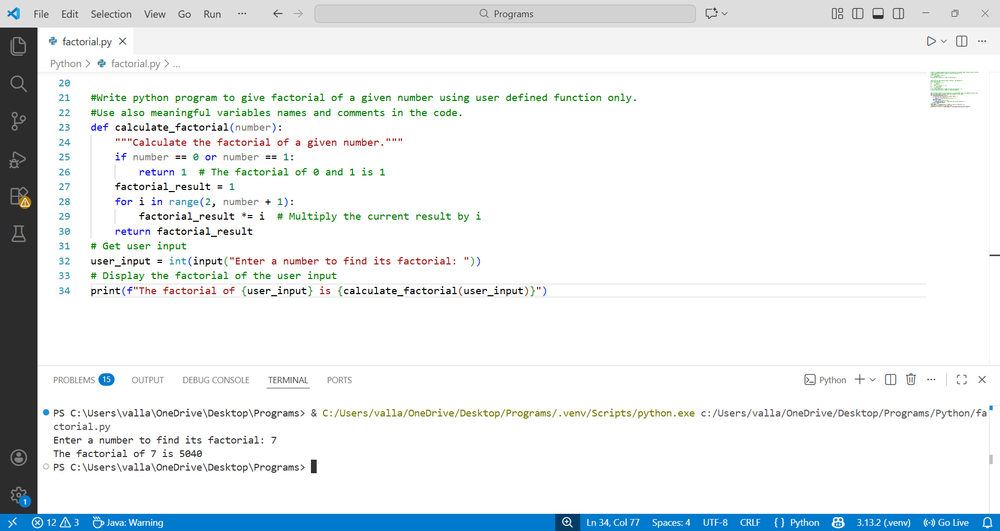 File Edit Selection View Go Run ··· Programs
factorial.py
Python > factorial.py > ...
20
21 #Write python program to give factorial of a given number using user defined function only.
22 #Use also meaningful variables names and comments in the code.
23 def calculate_factorial(number):
24 """Calculate the factorial of a given number."""
25 if number == 0 or number == 1:
26 return 1 # The factorial of 0 and 1 is 1
27 factorial_result = 1
28 for i in range(2, number + 1):
29 factorial_result *= i # Multiply the current result by i
30 return factorial_result
31 # Get user input
32 user_input = int(input("Enter a number to find its factorial: "))
33 # Display the factorial of the user input
34 print(f"The factorial of {user_input} is {calculate_factorial(user_input)}")
PROBLEMS 15 OUTPUT DEBUG CONSOLE TERMINAL PORTS Python
PS C:\Users\valla\OneDrive\Desktop\Programs> & C:/Users/valla/OneDrive/Desktop/Programs/.venv/Scripts/python.exe c:/Users/valla/OneDrive/Desktop/Programs/Python/fa
ctorial.py
Enter a number to find its factorial: 7
The factorial of 7 is 5040
PS C:\Users\valla\OneDrive\Desktop\Programs>
1
12 3 Java: Warning Ln 34, Col 77 Spaces: 4 UTF-8 CRLF { } Python 3.13.2 (.venv) Go Live